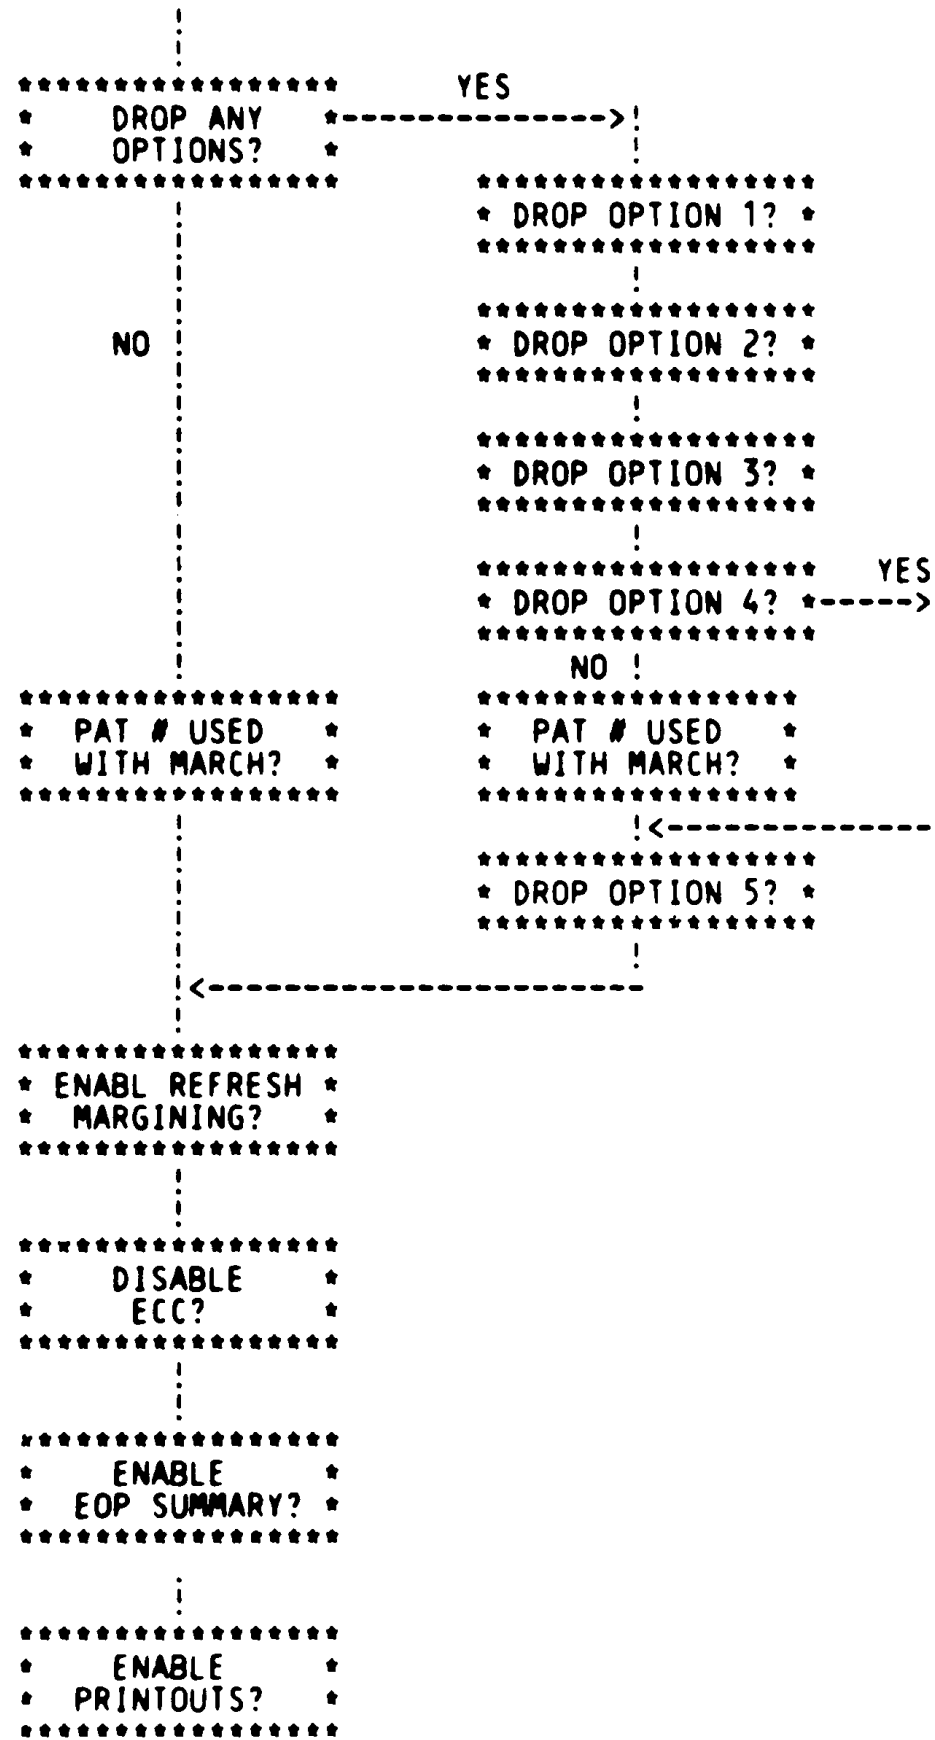 YES
DROP ANY
OPTIONS?
DROP OPTION 1?
DROP OPTION 2?
NO
DROP OPTION 3?
YES
DROP OPTION 4?
NO
PAT # USED
WITH MARCH?
PAT # USED
WITH MARCH?
DROP OPTION 5?
ENABL REFRESH
MARGINING?
DISABLE
ECC?
ENABLE
EOP SUMMARY?
ENABLE
PRINTOUTS?